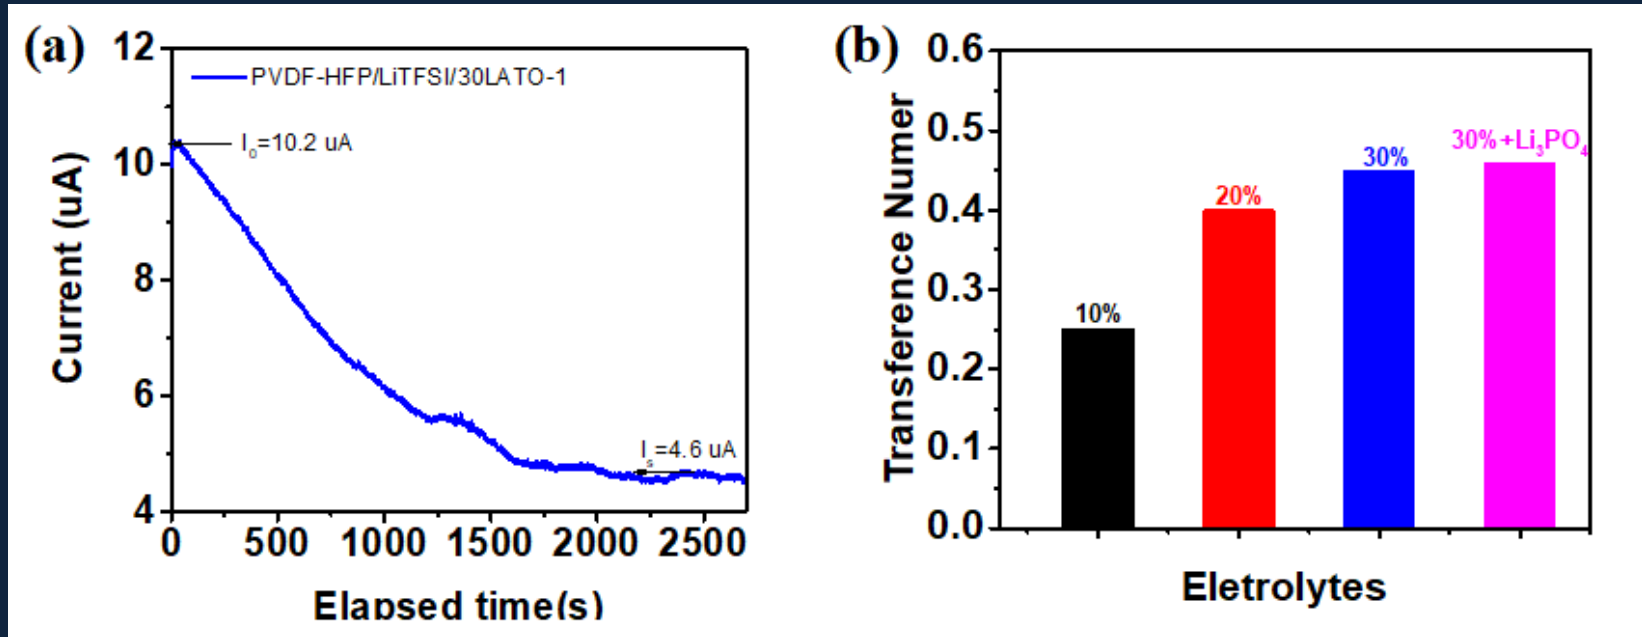 (a)
12
10
8
6
4
Current (uA)
PVDF-HFP/LiTFSI/30LATO-1
I₀=10.2 uA
Iₛ=4.6 uA
0 500 1000 1500 2000 2500
Elapsed time(s)
(b)
0.6
0.5
0.4
0.3
0.2
0.1
0.0
Transference Numer
10%
20%
30%
30%+Li₃PO₄
Eletrolytes